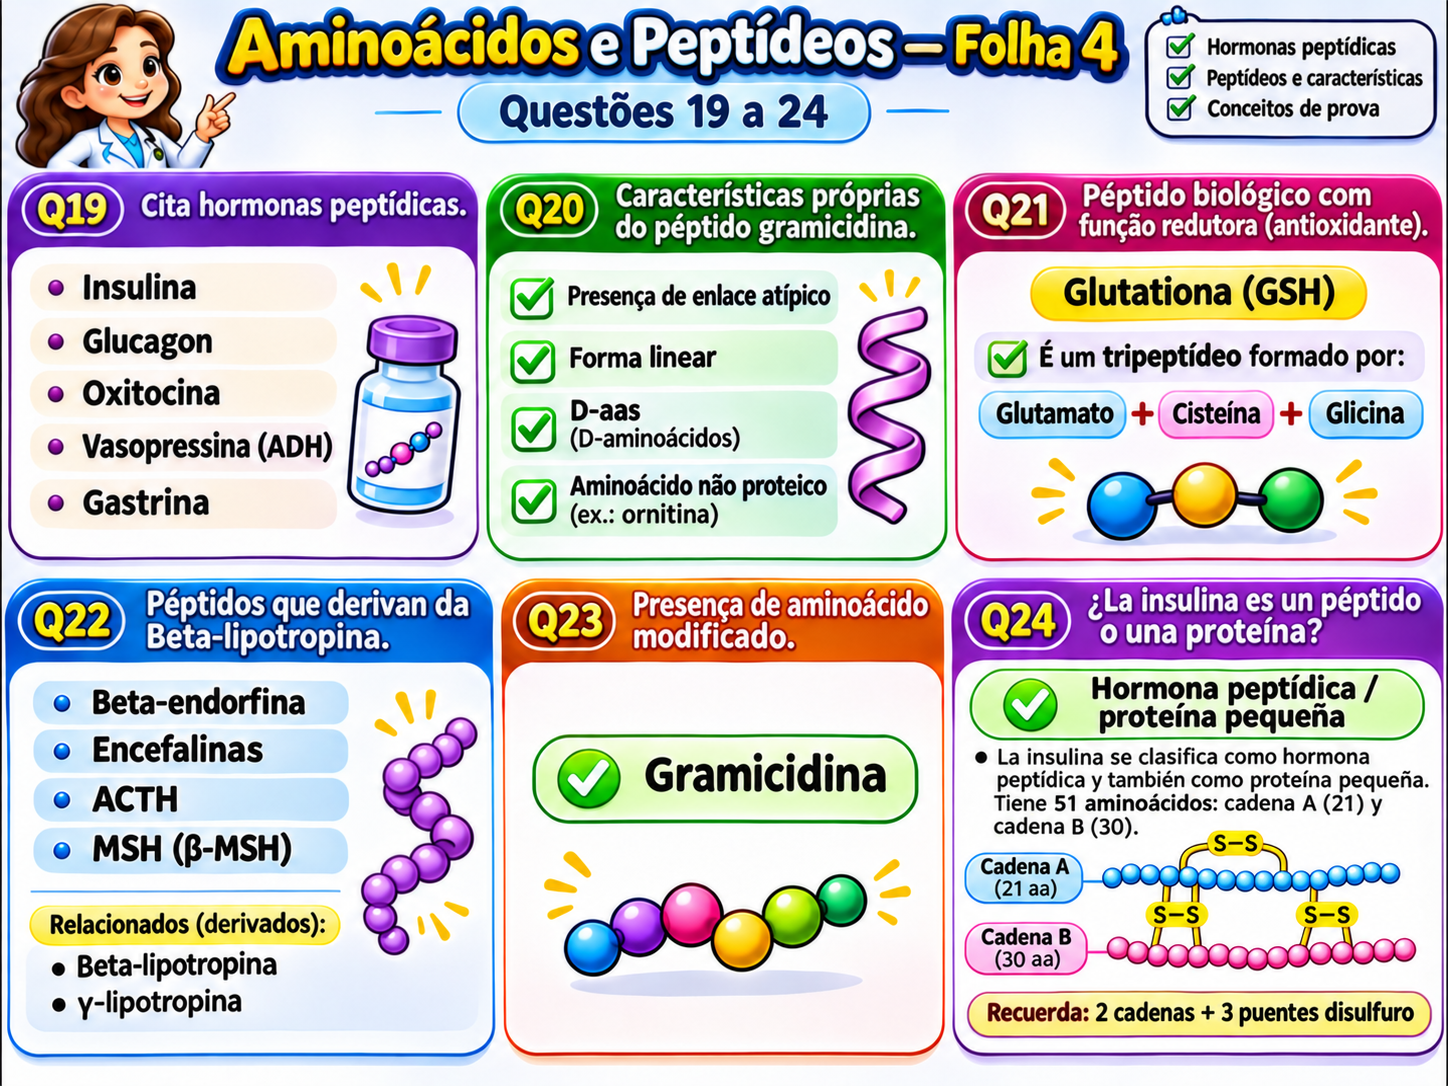 Aminoácidos e Peptídeos – Folha 4
Questões 19 a 24
Hormonas peptídicas
Peptídeos e características
Conceitos de prova
Q19
Cita hormonas peptídicas.
Insulina
Glucagon
Oxitocina
Vasopressina (ADH)
Gastrina
Q20
Características próprias
do péptido gramicidina.
Presença de enlace atípico
Forma linear
D-aas
(D-aminoácidos)
Aminoácido não proteico
(ex.: ornitina)
Q21
Péptido biológico com
função redutora (antioxidante).
Glutationa (GSH)
É um tripeptídeo formado por:
Glutamato + Cisteína + Glicina
Q22
Péptidos que derivan da
Beta-lipotropina.
Beta-endorfina
Encefalinas
ACTH
MSH (β-MSH)
Relacionados (derivados):
• Beta-lipotropina
• γ-lipotropina
Q23
Presença de aminoácido
modificado.
Gramicidina
Q24
¿La insulina es un péptido
o una proteína?
Hormona peptídica /
proteína pequeña
• La insulina se clasifica como hormona
peptídica y también como proteína pequeña.
Tiene 51 aminoácidos: cadena A (21) y
cadena B (30).
S–S
Cadena A
(21 aa)
S–S
S–S
Cadena B
(30 aa)
Recuerda: 2 cadenas + 3 puentes disulfuro